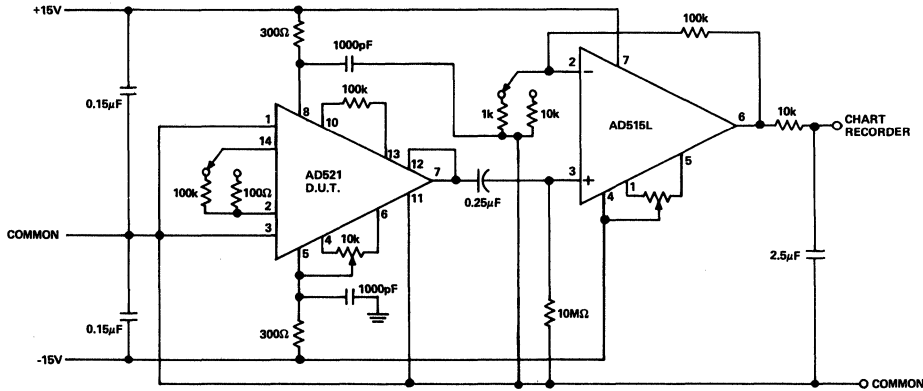 +15V
300Ω
1000pF
100k
0.15μF
8
100k
10
13
1
14
12
7
AD521
D.U.T.
100k
100Ω
2
11
6
COMMON
3
4
10k
5
1000pF
0.15μF
300Ω
-15V
0.25μF
2
−
7
1k
10k
AD515L
6
10k
CHART
RECORDER
3
+
5
1
4
2.5μF
10MΩ
COMMON